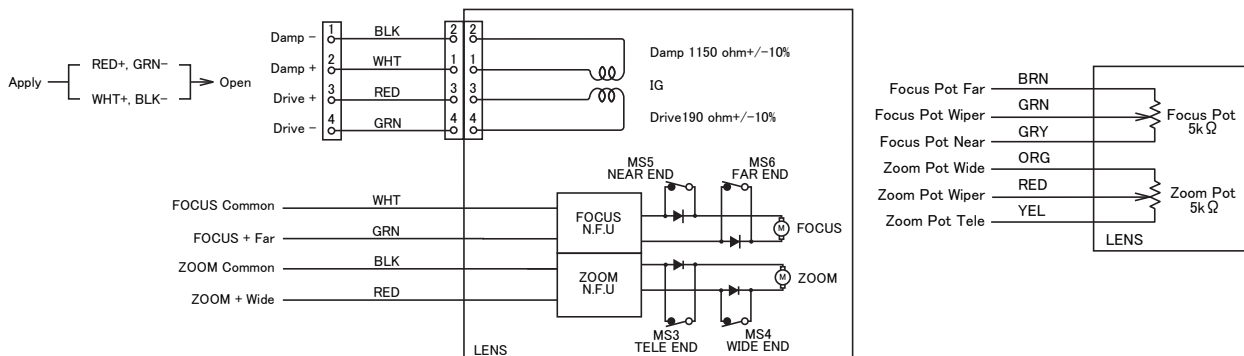 Apply
RED+, GRN−
WHT+, BLK−
Open
Damp − 1 BLK 2 2
Damp + 2 WHT 1 1
Drive + 3 RED 3 3
Drive − 4 GRN 4 4
Damp 1150 ohm+/-10%
IG
Drive190 ohm+/-10%
FOCUS Common WHT
FOCUS + Far GRN
ZOOM Common BLK
ZOOM + Wide RED
FOCUS
N.F.U
ZOOM
N.F.U
MS5
NEAR END
MS6
FAR END
M FOCUS
M ZOOM
MS3
TELE END
MS4
WIDE END
LENS
Focus Pot Far BRN
Focus Pot Wiper GRN
Focus Pot Near GRY
Zoom Pot Wide ORG
Zoom Pot Wiper RED
Zoom Pot Tele YEL
Focus Pot
5kΩ
Zoom Pot
5kΩ
LENS